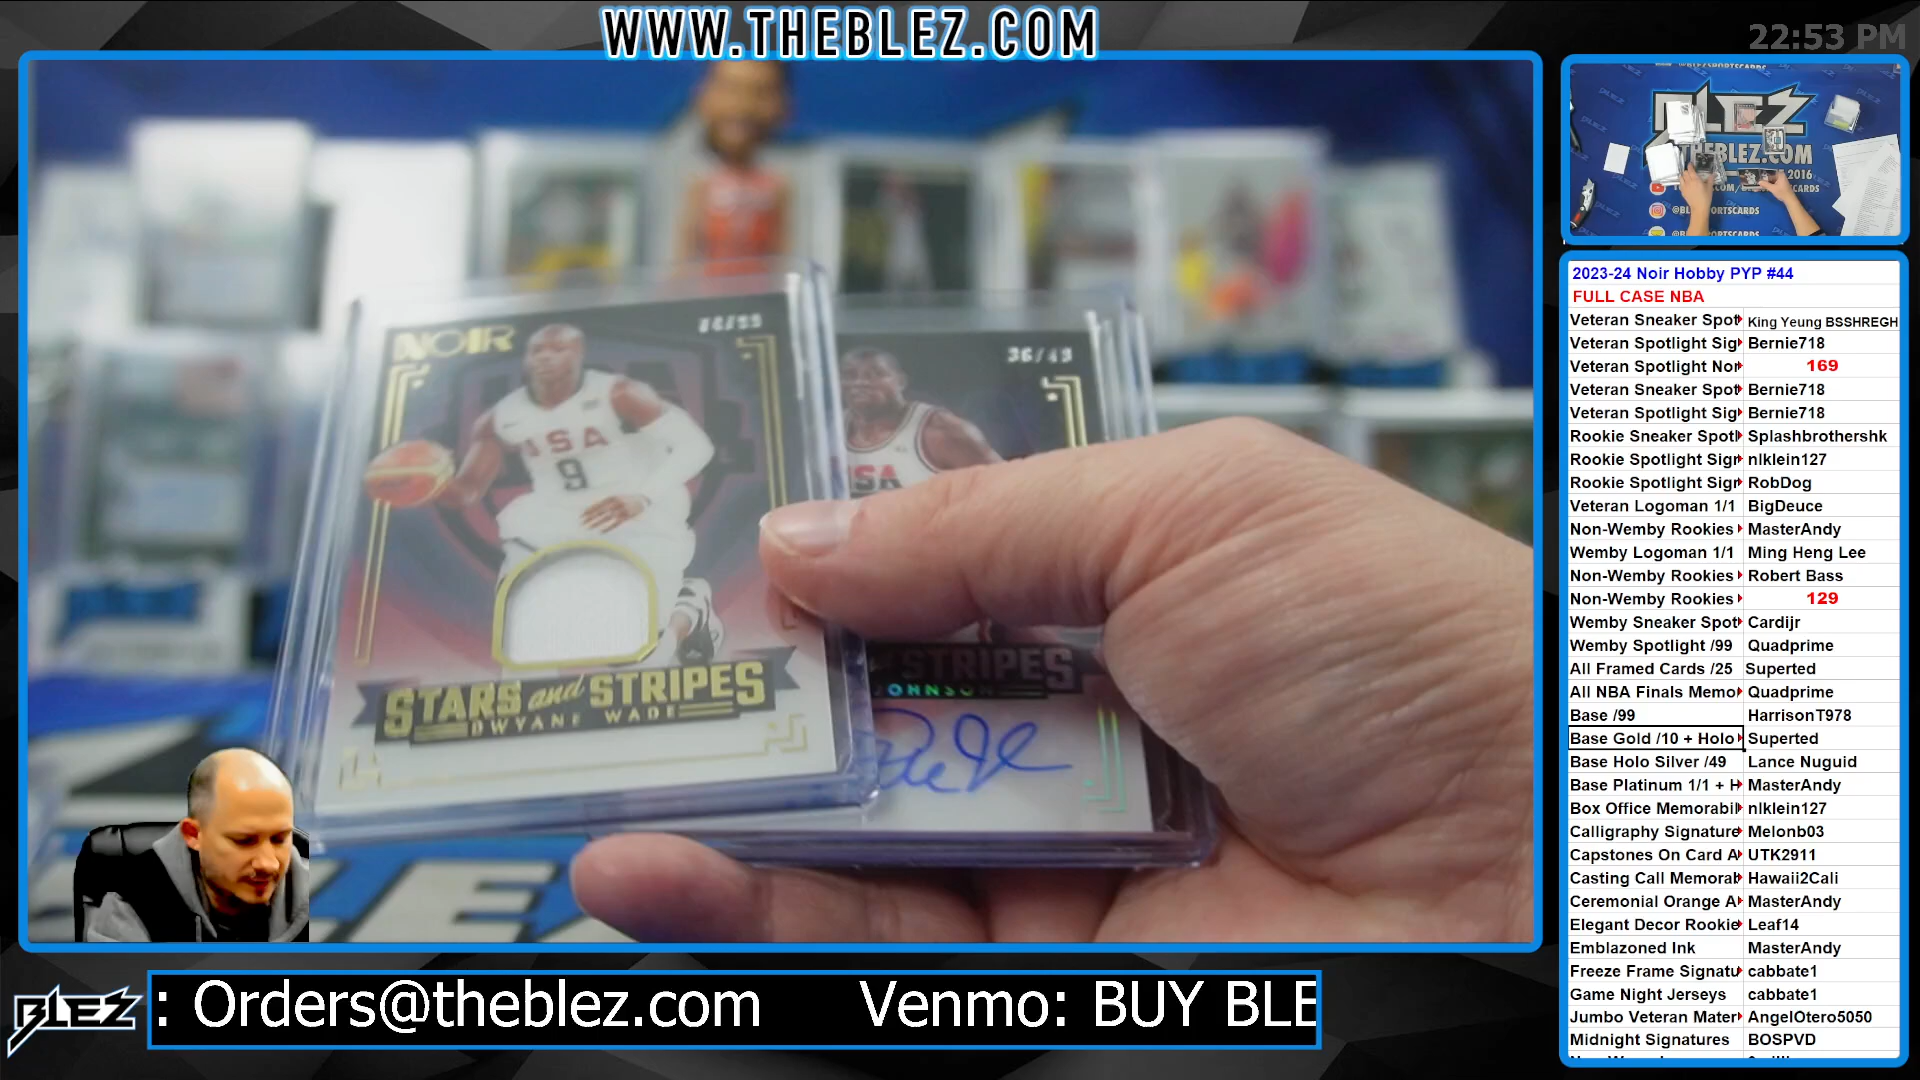 WWW.THEBLEZ.COM
22:53 PM
NOIR
USA
9
STARS and STRIPES
DWYANE WADE
36/49
STRIPES
JOHNSON
BLEZ
THEBLEZ.COM
2016
2023-24 Noir Hobby PYP #44
FULL CASE NBA
Veteran Sneaker Spot King Yeung BSSHREGH
Veteran Spotlight Sig Bernie718
Veteran Spotlight Nor 169
Veteran Sneaker Spot Bernie718
Veteran Spotlight Sig Bernie718
Rookie Sneaker Spotl Splashbrothershk
Rookie Spotlight Sigr nlklein127
Rookie Spotlight Sigr RobDog
Veteran Logoman 1/1 BigDeuce
Non-Wemby Rookies MasterAndy
Wemby Logoman 1/1 Ming Heng Lee
Non-Wemby Rookies Robert Bass
Non-Wemby Rookies 129
Wemby Sneaker Spot Cardijr
Wemby Spotlight /99 Quadprime
All Framed Cards /25 Superted
All NBA Finals Memo Quadprime
Base /99 HarrisonT978
Base Gold /10 + Holo Superted
Base Holo Silver /49 Lance Nuguid
Base Platinum 1/1 + H MasterAndy
Box Office Memorabil nlklein127
Calligraphy Signature Melonb03
Capstones On Card A UTK2911
Casting Call Memorab Hawaii2Cali
Ceremonial Orange A MasterAndy
Elegant Decor Rookie Leaf14
Emblazoned Ink MasterAndy
Freeze Frame Signatu cabbate1
Game Night Jerseys cabbate1
Jumbo Veteran Mater AngelOtero5050
Midnight Signatures BOSPVD
BLEZ
: Orders@theblez.com Venmo: BUY BLE